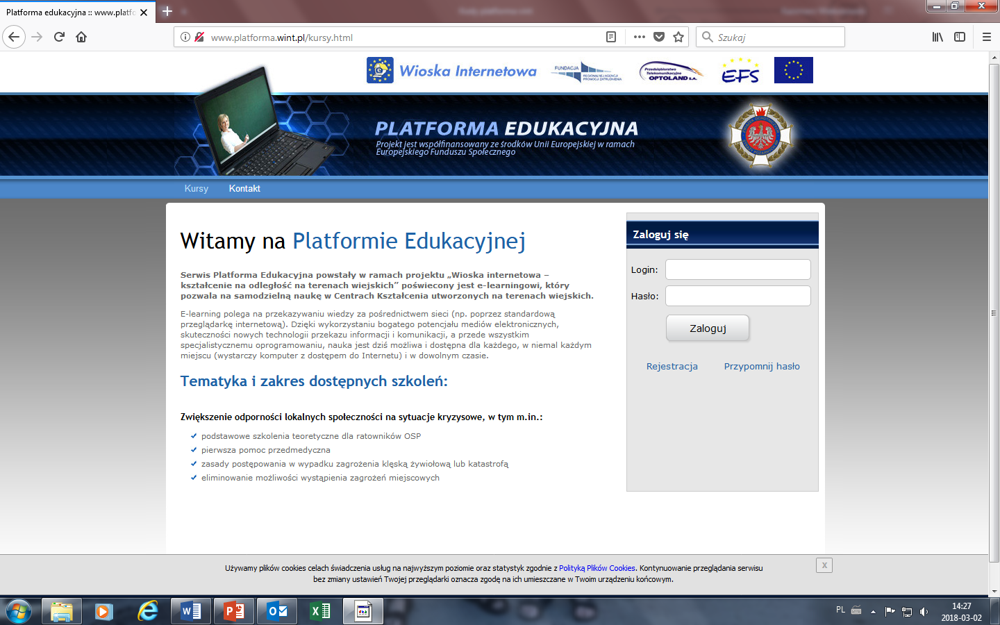 Platforma edukacyjna :: www.platfo
www.platforma.wint.pl/kursy.html
Szukaj
Wioska Internetowa
FUNDACJA
REGIONALNEJ AGENCJI
PROMOCJI ZATRUDNIENIA
Przedsiębiorstwo
Telekomunikacyjne
OPTOLAND S.A.
EFS
PLATFORMA EDUKACYJNA
Projekt jest współfinansowany ze środków Unii Europejskiej w ramach
Europejskiego Funduszu Społecznego
Kursy Kontakt
Witamy na Platformie Edukacyjnej
Serwis Platforma Edukacyjna powstały w ramach projektu „Wioska internetowa –
kształcenie na odległość na terenach wiejskich” poświecony jest e-learningowi, który
pozwala na samodzielną naukę w Centrach Kształcenia utworzonych na terenach wiejskich.
E-learning polega na przekazywaniu wiedzy za pośrednictwem sieci (np. poprzez standardową
przeglądarkę internetową). Dzięki wykorzystaniu bogatego potencjału mediów elektronicznych,
skuteczności nowych technologii przekazu informacji i komunikacji, a przede wszystkim
specjalistycznemu oprogramowaniu, nauka jest dziś możliwa i dostępna dla każdego, w niemal każdym
miejscu (wystarczy komputer z dostępem do Internetu) i w dowolnym czasie.
Tematyka i zakres dostępnych szkoleń:
Zwiększenie odporności lokalnych społeczności na sytuacje kryzysowe, w tym m.in.:
podstawowe szkolenia teoretyczne dla ratowników OSP
pierwsza pomoc przedmedyczna
zasady postępowania w wypadku zagrożenia klęską żywiołową lub katastrofą
eliminowanie możliwości wystąpienia zagrożeń miejscowych
Zaloguj się
Login:
Hasło:
Zaloguj
Rejestracja Przypomnij hasło
Używamy plików cookies celach świadczenia usług na najwyższym poziomie oraz statystyk zgodnie z Polityką Plików Cookies. Kontynuowanie przeglądania serwisu
bez zmiany ustawień Twojej przeglądarki oznacza zgodę na ich umieszczane w Twoim urządzeniu końcowym.
x
PL
14:27
2018-03-02